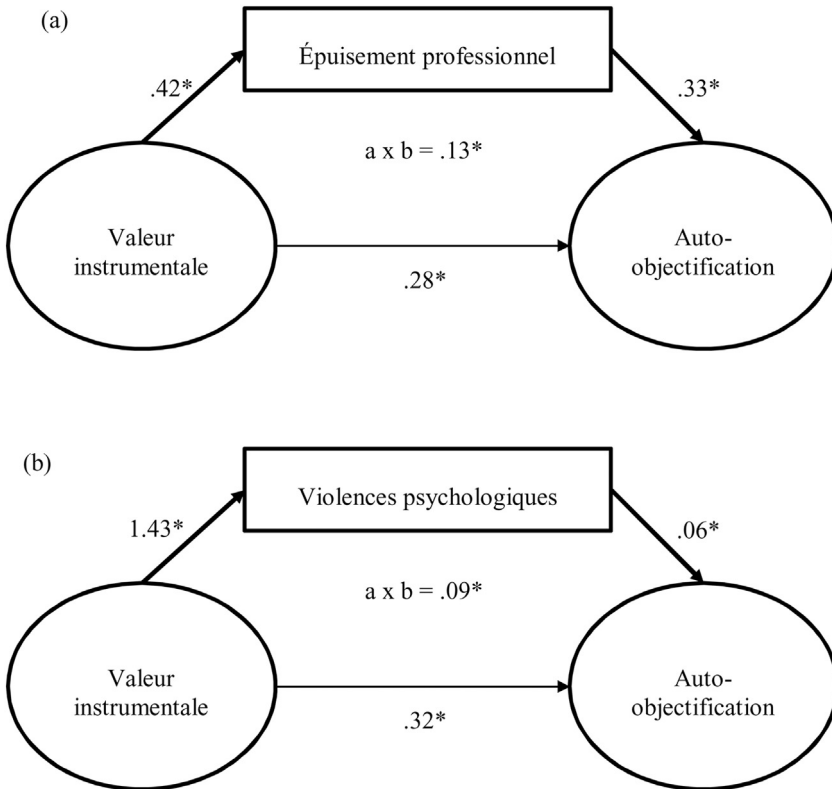 (a)
Épuisement professionnel
.42*
.33*
a x b = .13*
Valeur
instrumentale
Auto-
objectification
.28*
(b)
Violences psychologiques
1.43*
.06*
a x b = .09*
Valeur
instrumentale
Auto-
objectification
.32*